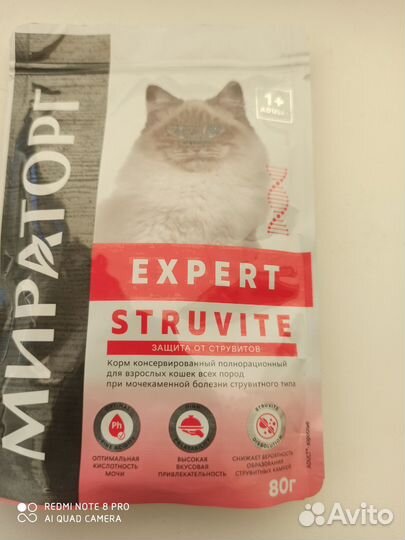 МИРАТОРГ
1+
ADULT
EXPERT
STRUVITE
ЗАЩИТА ОТ СТРУВИТОВ
Корм консервированный полнорационный
для взрослых кошек всех пород
при мочекаменной болезни струвитного типа
Ph
ОПТИМАЛЬНАЯ
КИСЛОТНОСТЬ
МОЧИ
HIGH
ВЫСОКАЯ
ВКУСОВАЯ
ПРИВЛЕКАТЕЛЬНОСТЬ
STRUVITE
DISSOLUTION
СНИЖАЕТ ВЕРОЯТНОСТЬ
ОБРАЗОВАНИЯ
СТРУВИТНЫХ КАМНЕЙ
80г
REDMI NOTE 8 PRO
AI QUAD CAMERA
Avito